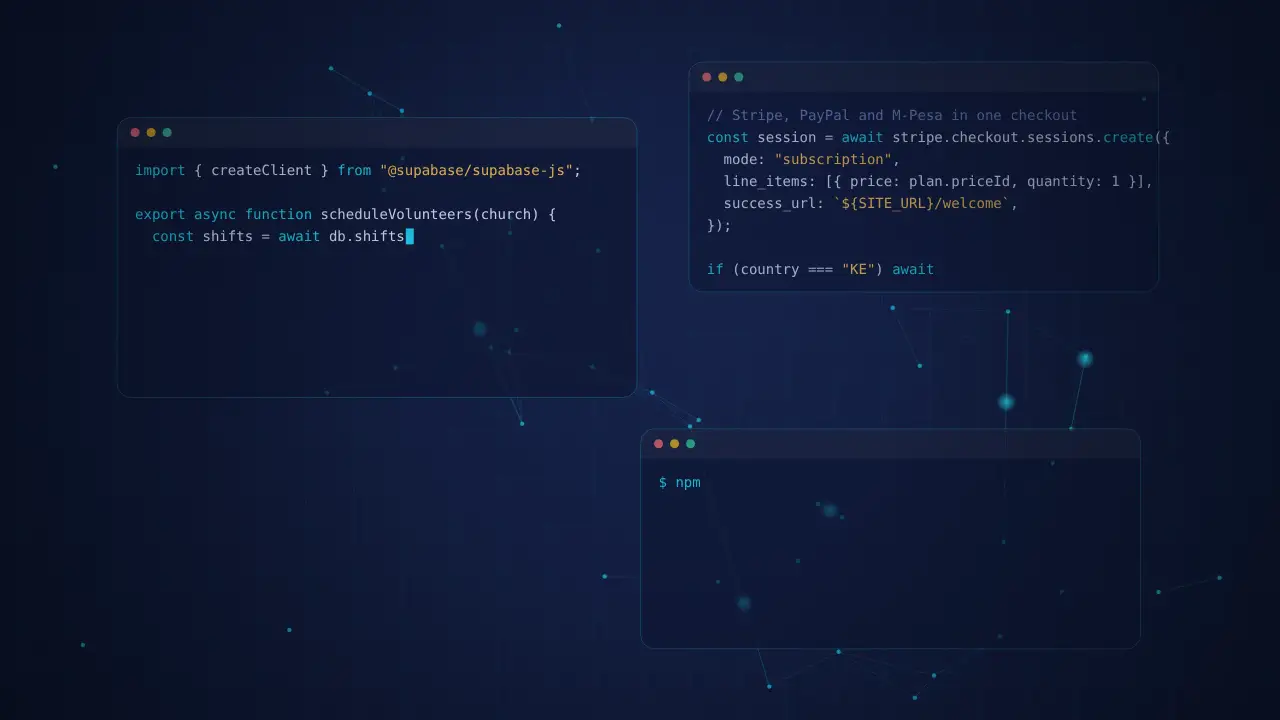 import { createClient } from "@supabase/supabase-js";
export async function scheduleVolunteers(church) {
const shifts = await db.shifts
// Stripe, PayPal and M-Pesa in one checkout
const session = await stripe.checkout.sessions.create({
mode: "subscription",
line_items: [{ price: plan.priceId, quantity: 1 }],
success_url: `${SITE_URL}/welcome`,
});
if (country === "KE") await
$ npm